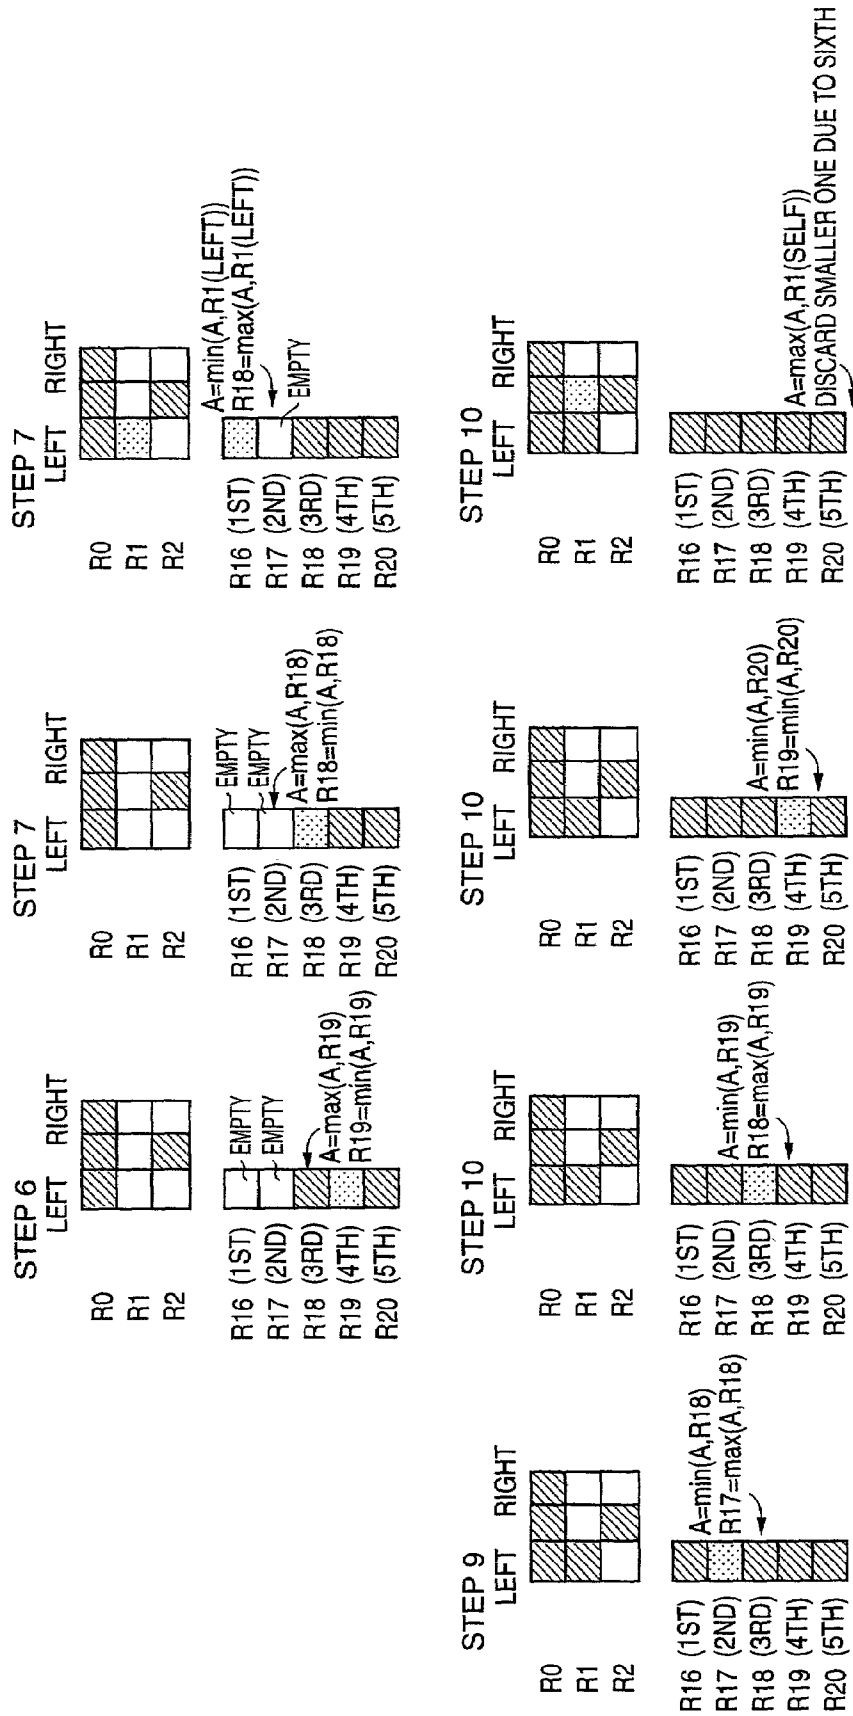 STEP 6
LEFT RIGHT
R0
R1
R2
R16 (1ST)
EMPTY
R17 (2ND)
EMPTY
R18 (3RD)
R19 (4TH)
R20 (5TH)
A=max(A,R19)
R19=min(A,R19)
STEP 7
LEFT RIGHT
R0
R1
R2
R16 (1ST)
EMPTY
R17 (2ND)
EMPTY
R18 (3RD)
R19 (4TH)
R20 (5TH)
A=max(A,R18)
R18=min(A,R18)
STEP 7
LEFT RIGHT
R0
R1
R2
A=min(A,R1(LEFT))
R18=max(A,R1(LEFT))
R16 (1ST)
R17 (2ND)
EMPTY
R18 (3RD)
R19 (4TH)
R20 (5TH)
STEP 9
LEFT RIGHT
R0
R1
R2
R16 (1ST)
R17 (2ND)
R18 (3RD)
R19 (4TH)
R20 (5TH)
A=min(A,R18)
R17=max(A,R18)
STEP 10
LEFT RIGHT
R0
R1
R2
R16 (1ST)
R17 (2ND)
R18 (3RD)
R19 (4TH)
R20 (5TH)
A=min(A,R19)
R18=max(A,R19)
STEP 10
LEFT RIGHT
R0
R1
R2
R16 (1ST)
R17 (2ND)
R18 (3RD)
R19 (4TH)
R20 (5TH)
A=min(A,R20)
R19=min(A,R20)
STEP 10
LEFT RIGHT
R0
R1
R2
R16 (1ST)
R17 (2ND)
R18 (3RD)
R19 (4TH)
R20 (5TH)
A=max(A,R1(SELF))
DISCARD SMALLER ONE DUE TO SIXTH